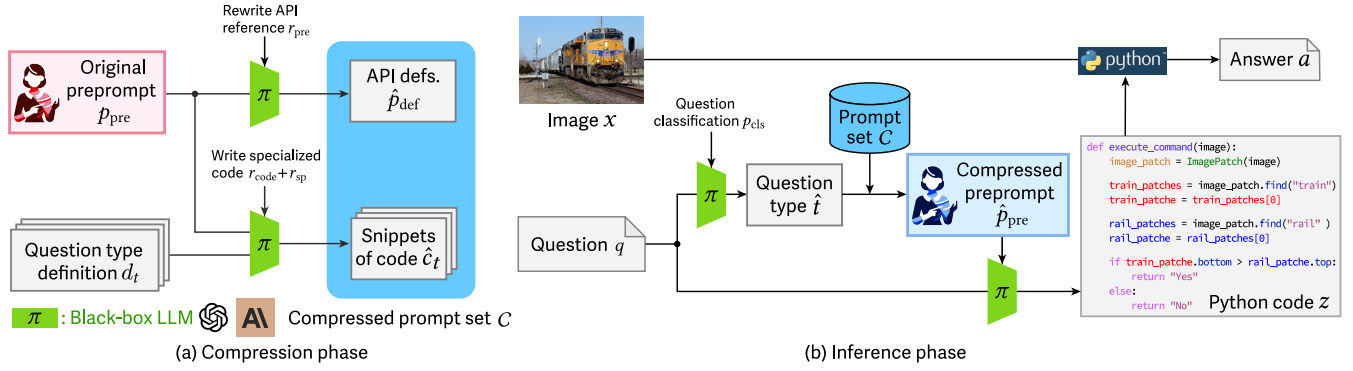 Rewrite API
reference r_pre
Original
preprompt
p_pre
π
API defs.
p̂_def
Write specialized
code r_code+r_sp
π
Question type
definition d_t
Snippets
of code ĉ_t
π : Black-box LLM
Compressed prompt set C
(a) Compression phase
Image x
python
Answer a
Question
classification p_cls
Prompt
set C
π
Question
type t̂
Compressed
preprompt
p̂_pre
Question q
π
def execute_command(image):
image_patch = ImagePatch(image)
train_patches = image_patch.find("train")
train_patche = train_patches[0]
rail_patches = image_patch.find("rail" )
rail_patche = rail_patches[0]
if train_patche.bottom > rail_patche.top:
return "Yes"
else:
return "No"
Python code z
(b) Inference phase